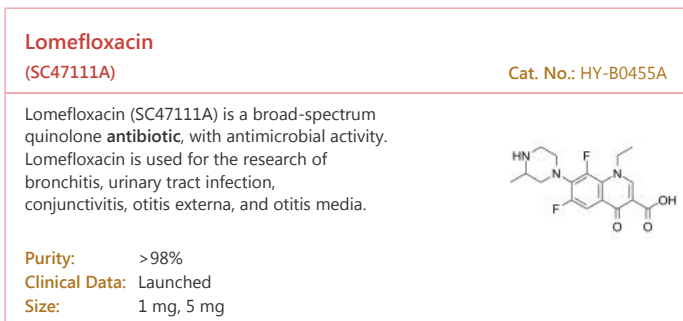 Lomefloxacin
(SC47111A)
Cat. No.: HY-B0455A
Lomefloxacin (SC47111A) is a broad-spectrum
quinolone antibiotic, with antimicrobial activity.
Lomefloxacin is used for the research of
bronchitis, urinary tract infection,
conjunctivitis, otitis externa, and otitis media.
HN
F
N
N
F
OH
O
O
Purity: >98%
Clinical Data: Launched
Size: 1 mg, 5 mg